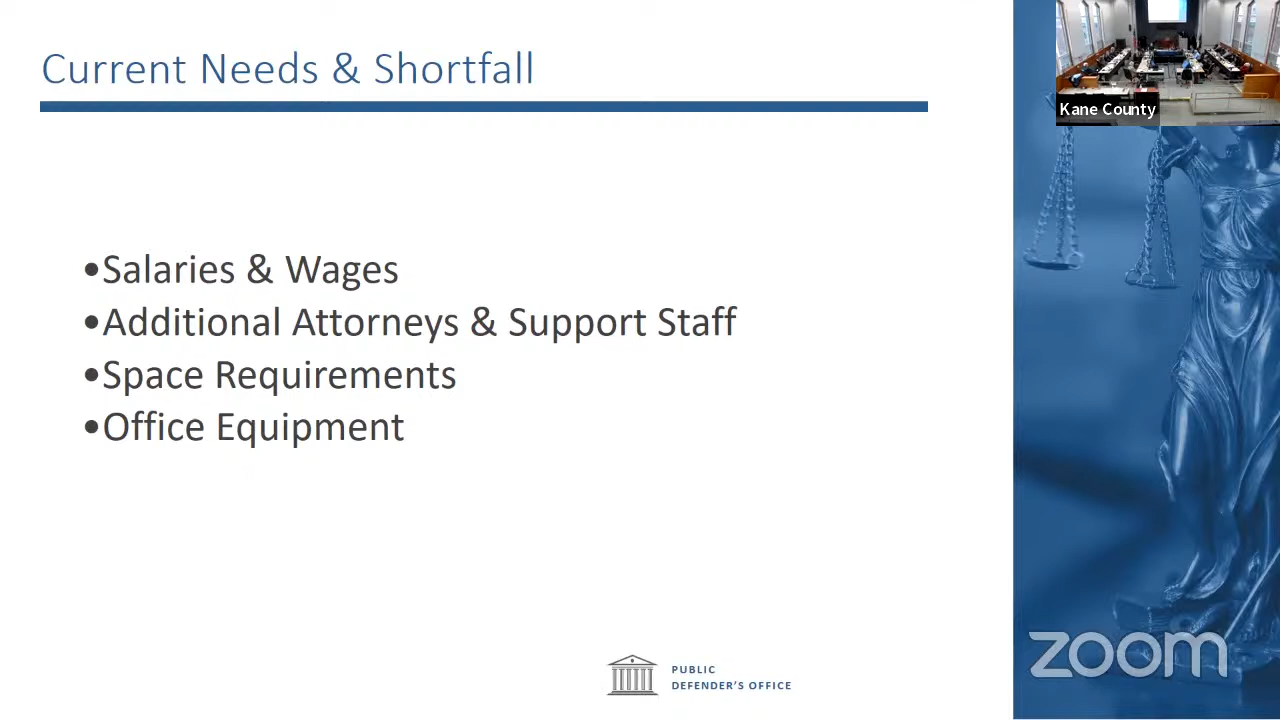 Current Needs & Shortfall
Kane County
•Salaries & Wages
•Additional Attorneys & Support Staff
•Space Requirements
•Office Equipment
zoom
PUBLIC
DEFENDER'S OFFICE